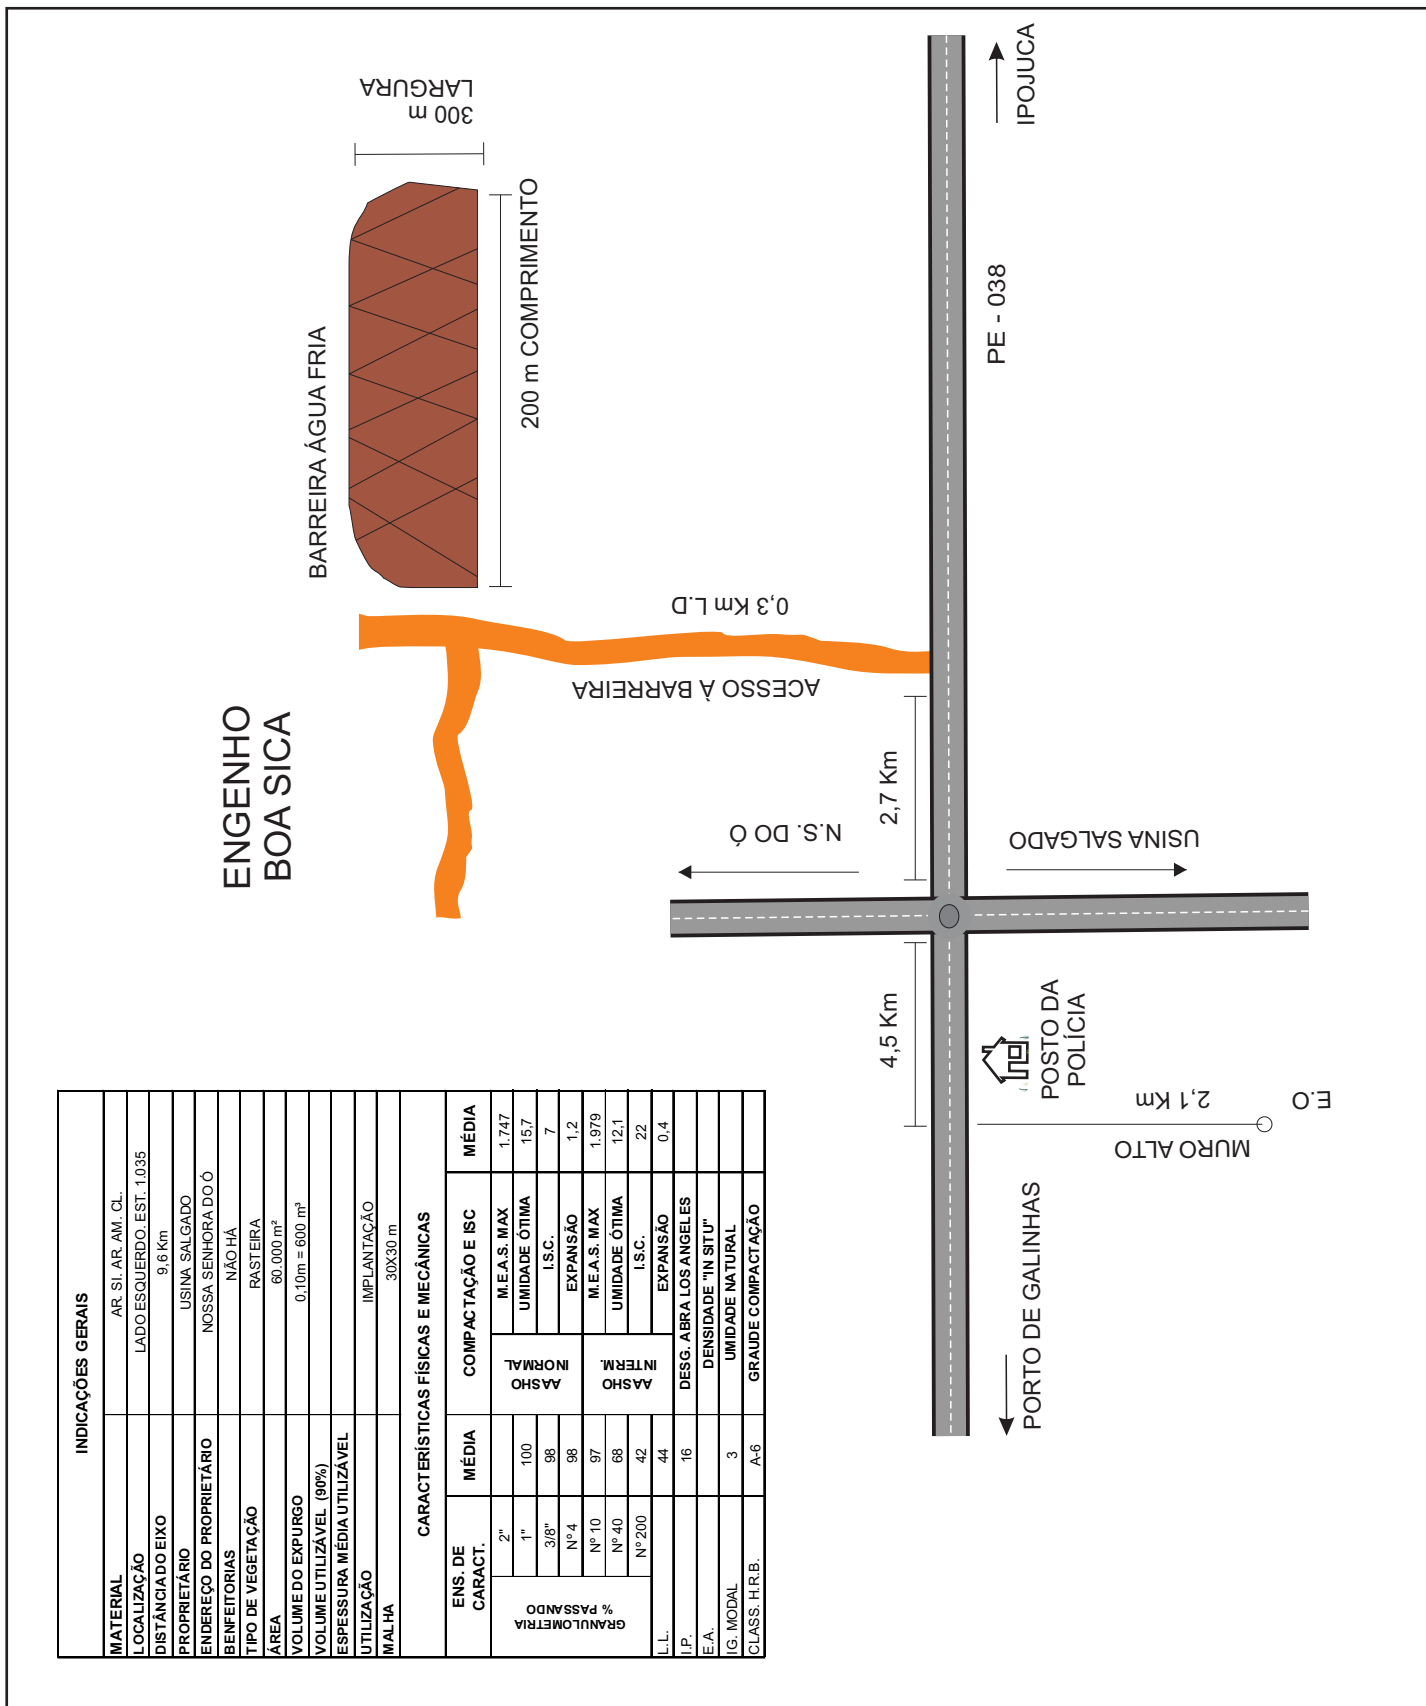 INDICAÇÕES GERAIS
MATERIAL AR. SI. AR. AM. CL.
LOCALIZAÇÃO LADO ESQUERDO. EST. 1.035
DISTÂNCIA DO EIXO 9,6 Km
PROPRIETÁRIO USINA SALGADO
ENDEREÇO DO PROPRIETÁRIO NOSSA SENHORA DO Ó
BENFEITORIAS NÃO HÁ
TIPO DE VEGETAÇÃO RASTEIRA
ÁREA 60.000 m²
VOLUME DO EXPURGO 0,10m = 600 m³
VOLUME UTILIZÁVEL (90%)
ESPESSURA MÉDIA UTILIZÁVEL
UTILIZAÇÃO IMPLANTAÇÃO
MALHA 30X30 m
CARACTERÍSTICAS FÍSICAS E MECÂNICAS
ENS. DE
CARACT.
MÉDIA
COMPACTAÇÃO E ISC
MÉDIA
GRANULOMETRIA
% PASSANDO
2"
1" 100
3/8" 98
Nº 4 98
Nº 10 97
Nº 40 68
Nº 200 42
L.L. 44
I.P. 16
E.A.
IG. MODAL 3
CLASS. H.R.B. A-6
AASHO
NORMAL
M.E.A.S. MAX 1.747
UMIDADE ÓTIMA 15,7
I.S.C. 7
EXPANSÃO 1,2
AASHO
INTERM.
M.E.A.S. MAX 1.979
UMIDADE ÓTIMA 12,1
I.S.C. 22
EXPANSÃO 0,4
DESG. ABRA LOS ANGELES
DENSIDADE "IN SITU"
UMIDADE NATURAL
GRAUDE COMPACTAÇÃO
ENGENHO
BOA SICA
BARREIRA ÁGUA FRIA
300 m
LARGURA
200 m COMPRIMENTO
0,3 Km L.D
ACESSO À BARREIRA
N.S. DO Ó
2,7 Km
4,5 Km
PE - 038
IPOJUCA
USINA SALGADO
POSTO DA
POLÍCIA
2,1 Km
MURO ALTO
E.O
PORTO DE GALINHAS